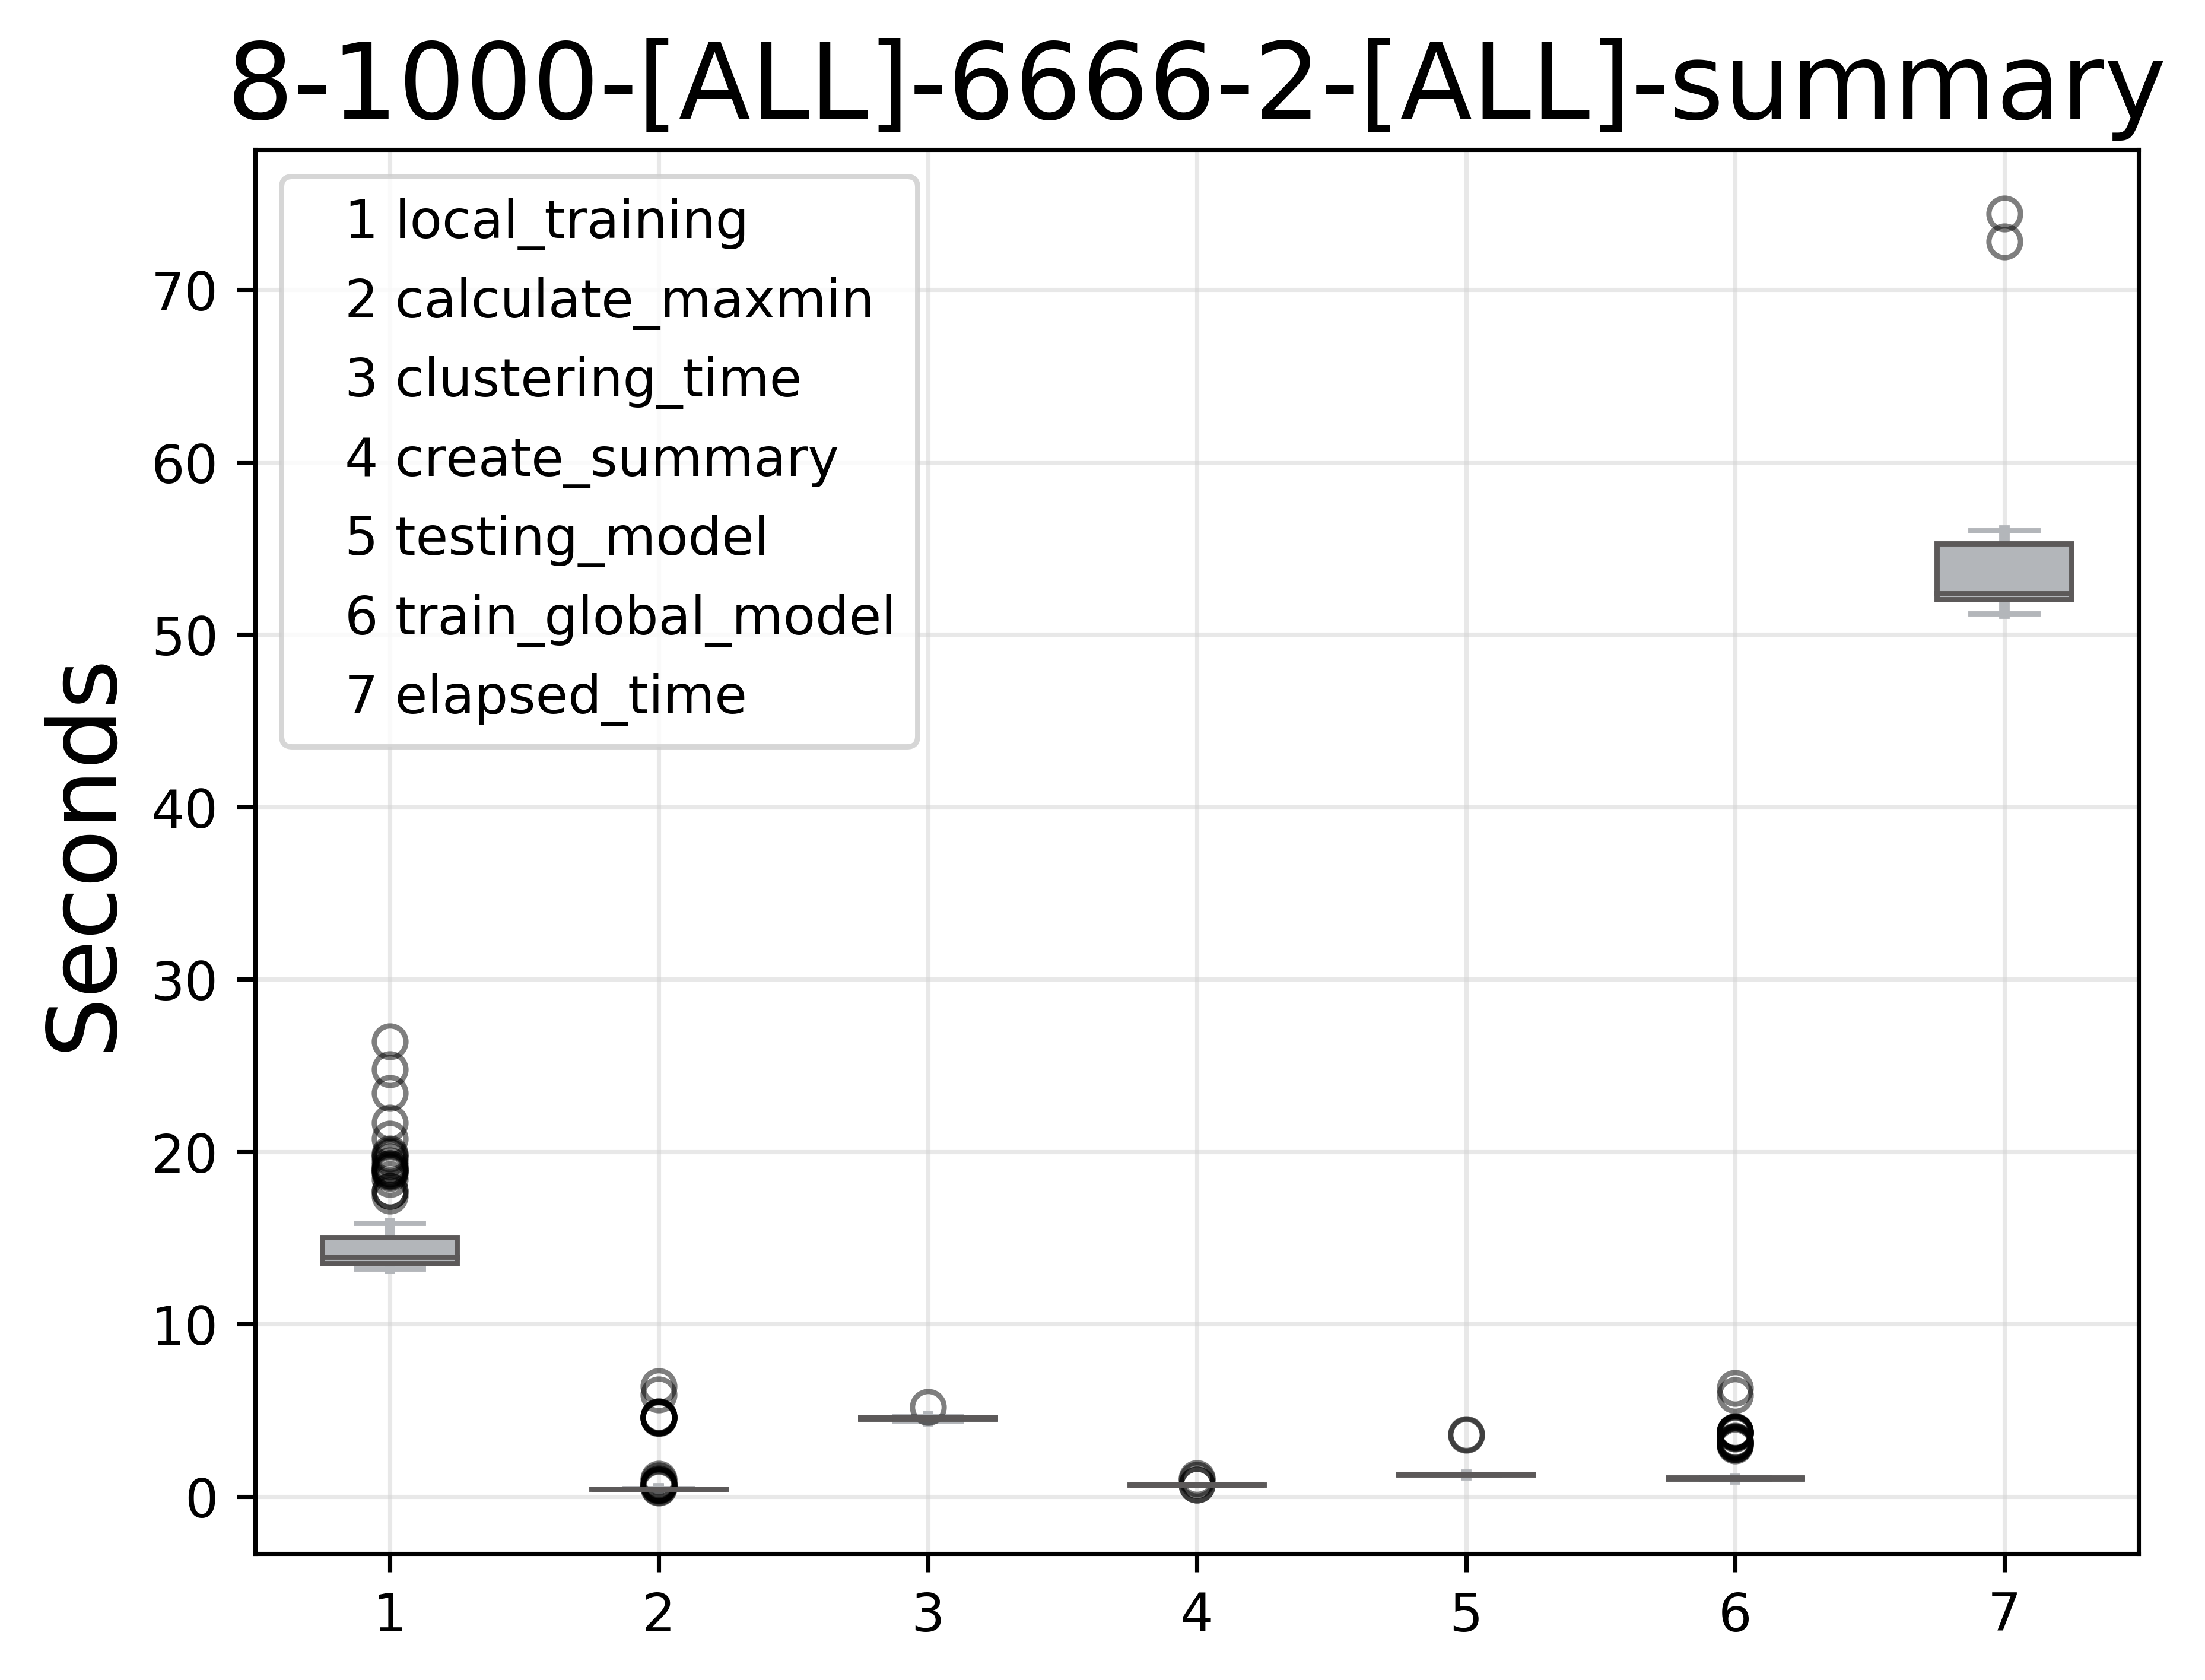 8-1000-[ALL]-6666-2-[ALL]-summary
1 local_training
2 calculate_maxmin
3 clustering_time
4 create_summary
5 testing_model
6 train_global_model
7 elapsed_time
Seconds
70
60
50
40
30
20
10
0
1 2 3 4 5 6 7